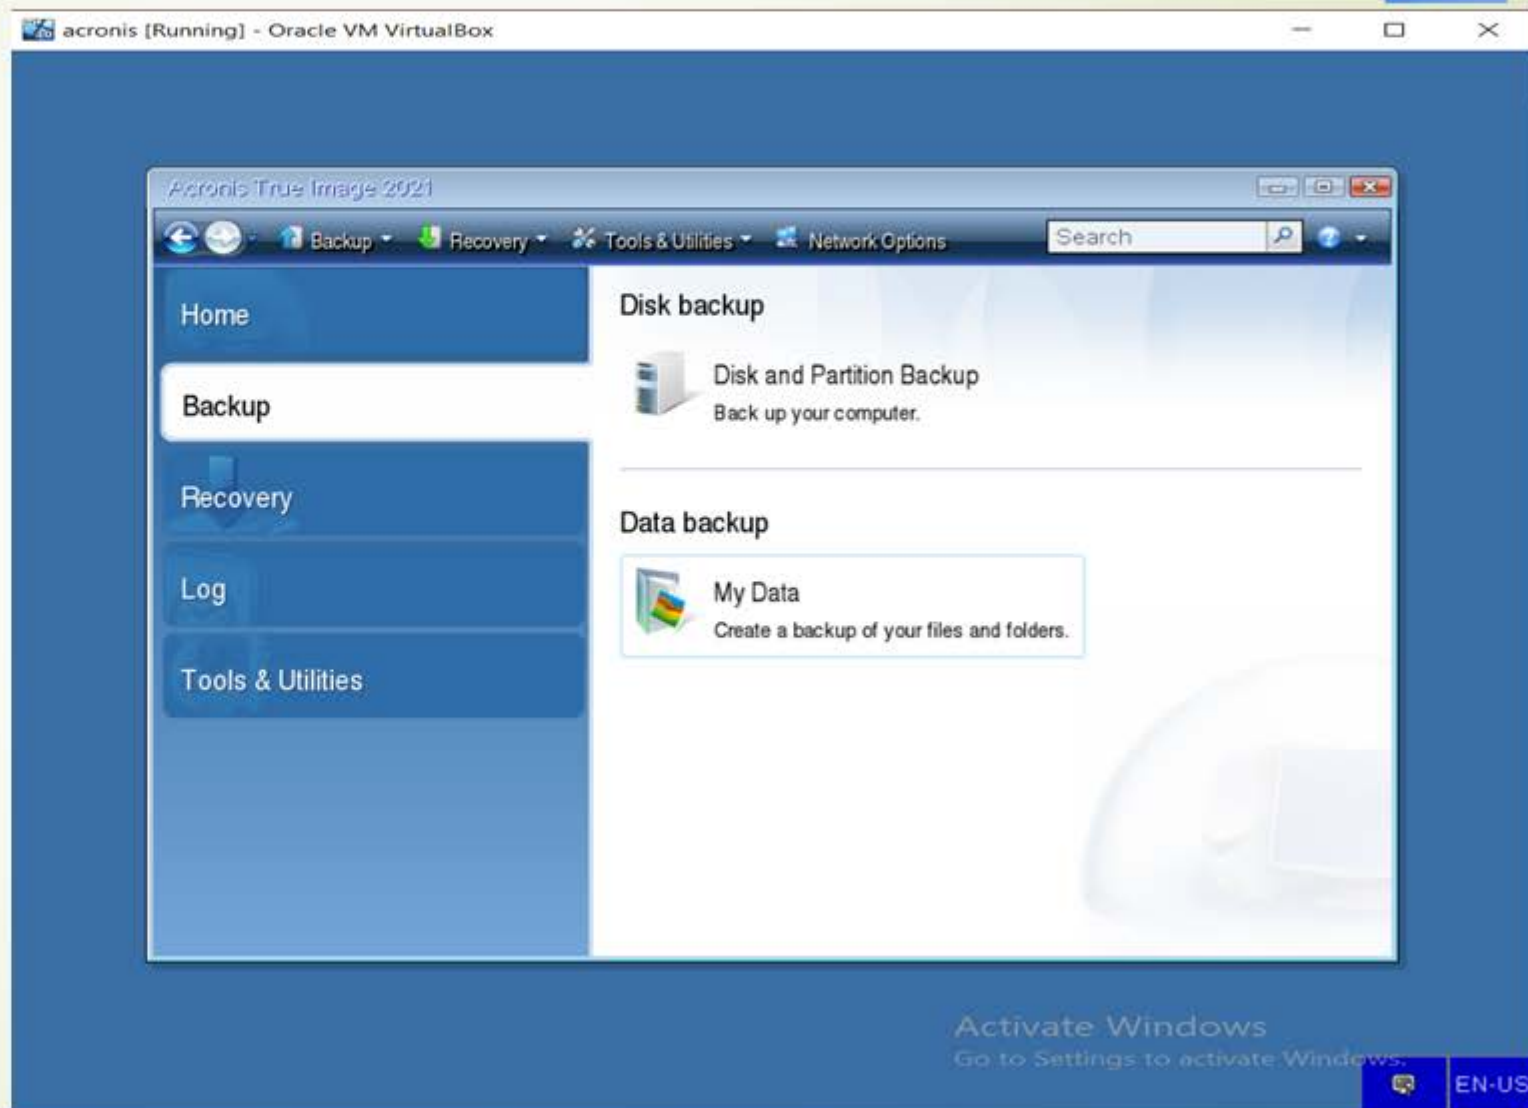 acronis [Running] - Oracle VM VirtualBox
Acronis True Image 2021
Backup Recovery Tools & Utilities Network Options Search
Home
Backup
Recovery
Log
Tools & Utilities
Disk backup
Disk and Partition Backup
Back up your computer.
Data backup
My Data
Create a backup of your files and folders.
Activate Windows
Go to Settings to activate Windows.
EN-US